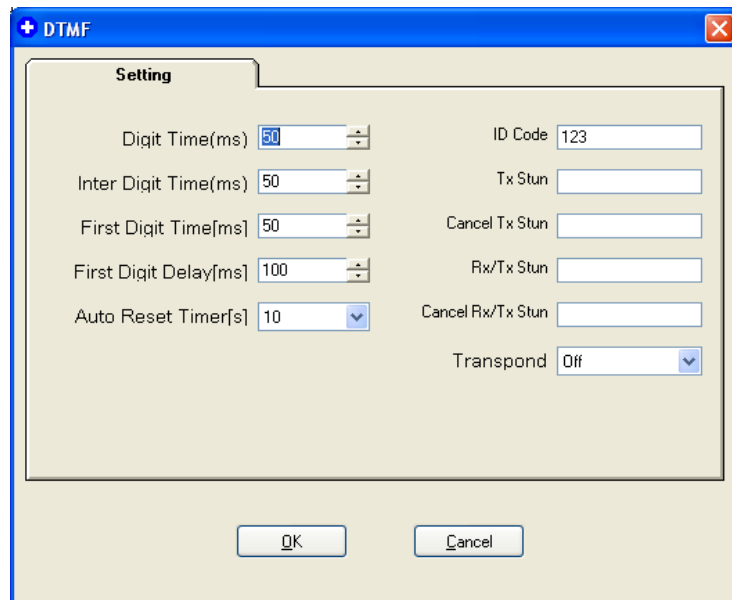 DTMF
Setting
Digit Time(ms) 50
Inter Digit Time(ms) 50
First Digit Time[ms] 50
First Digit Delay[ms] 100
Auto Reset Timer[s] 10
ID Code 123
Tx Stun
Cancel Tx Stun
Rx/Tx Stun
Cancel Rx/Tx Stun
Transpond Off
OK Cancel